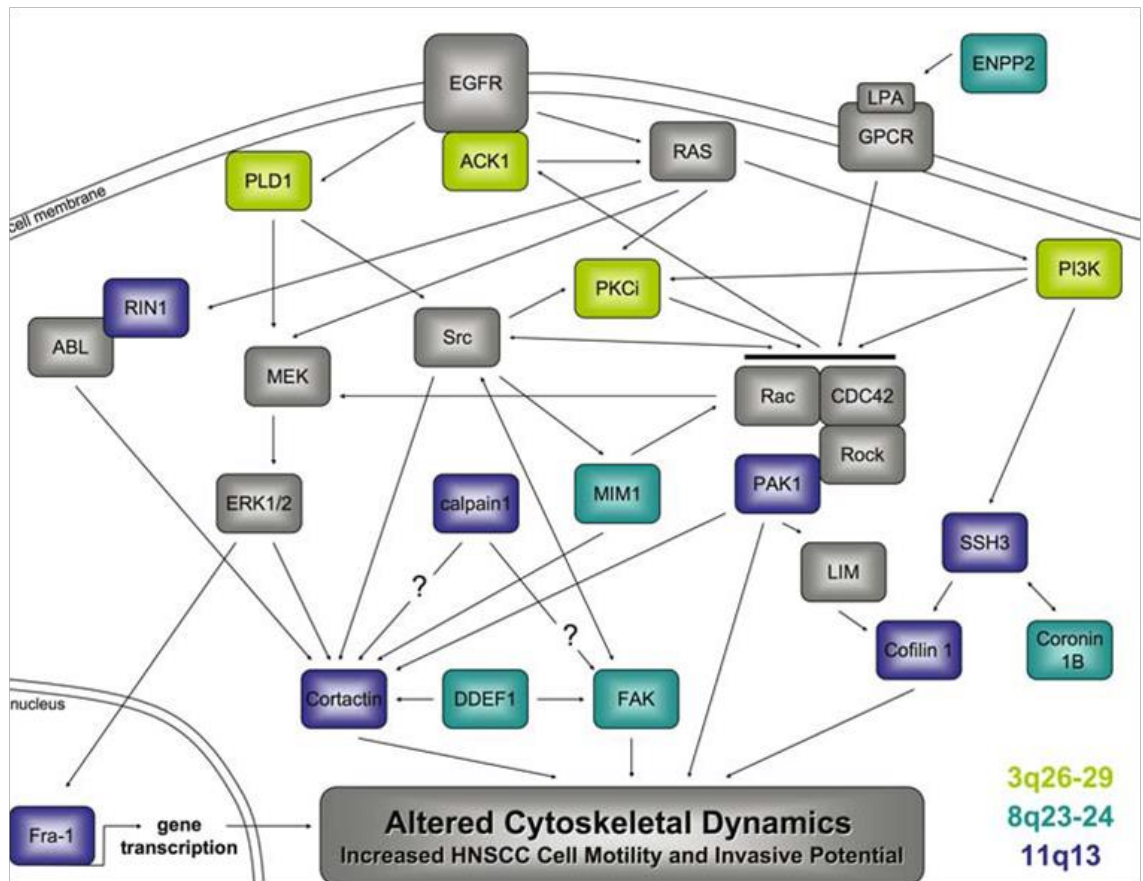 EGFR
ENPP2
LPA
GPCR
ACK1
RAS
PLD1
cell membrane
PI3K
PKCi
RIN1
ABL
Src
MEK
Rac
CDC42
Rock
PAK1
ERK1/2
calpain1
MIM1
SSH3
LIM
?
?
Cofilin 1
Coronin
1B
nucleus
Cortactin
DDEF1
FAK
3q26-29
8q23-24
11q13
Fra-1
gene
transcription
Altered Cytoskeletal Dynamics
Increased HNSCC Cell Motility and Invasive Potential